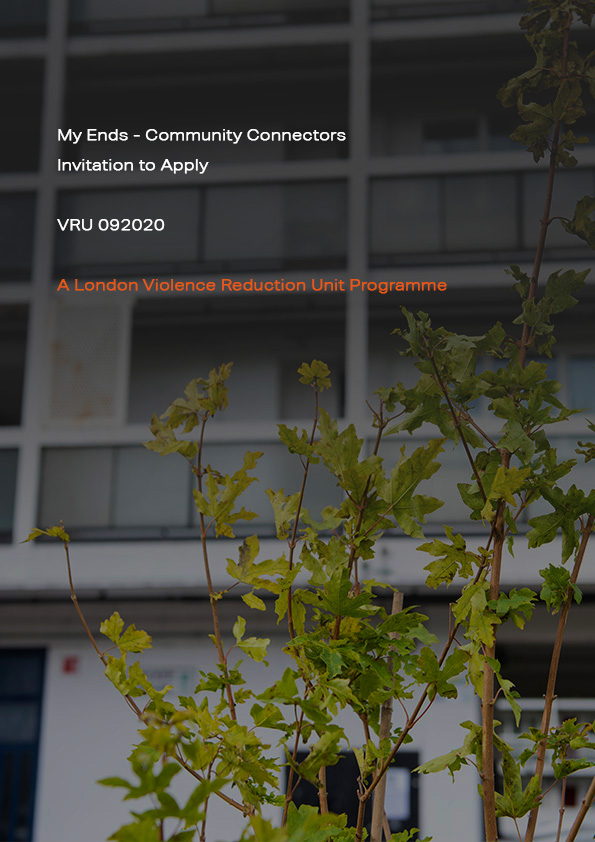 My Ends - Community Connectors
Invitation to Apply
VRU 092020
A London Violence Reduction Unit Programme